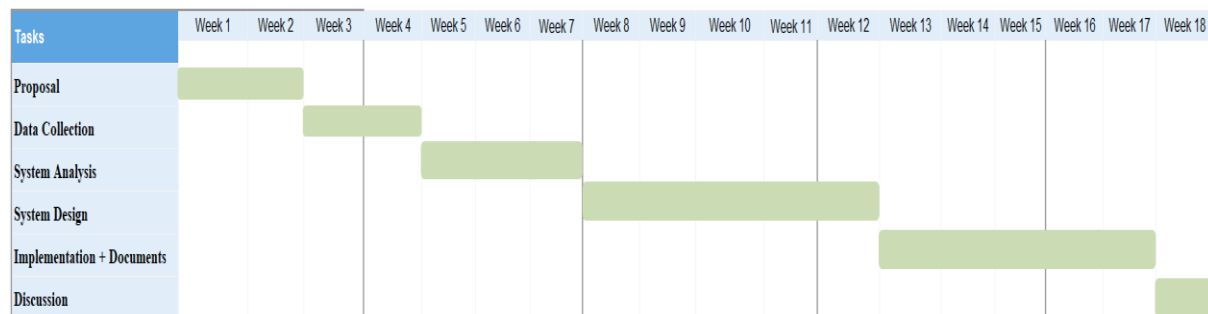 Tasks Week 1 Week 2 Week 3 Week 4 Week 5 Week 6 Week 7 Week 8 Week 9 Week 10 Week 11 Week 12 Week 13 Week 14 Week 15 Week 16 Week 17 Week 18
Proposal
Data Collection
System Analysis
System Design
Implementation + Documents
Discussion